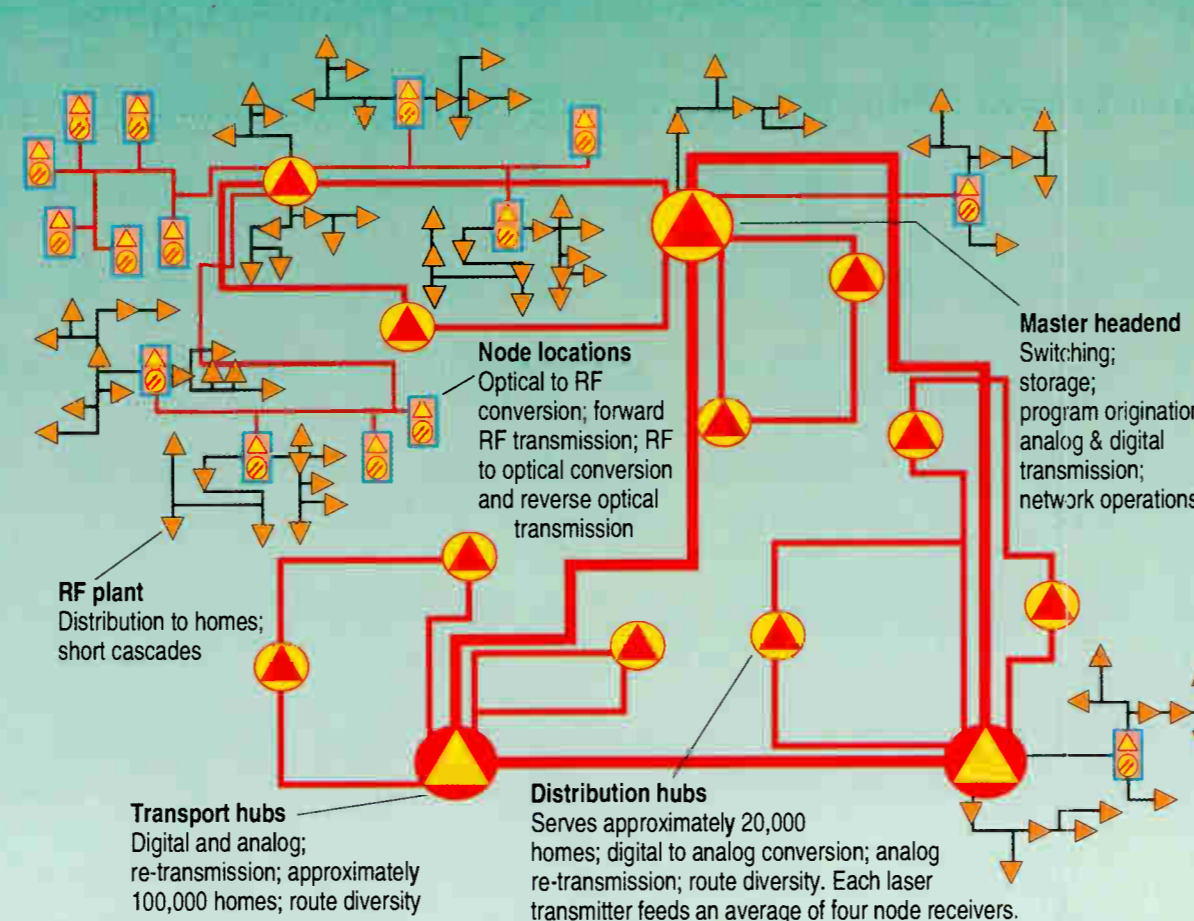 Node locations
Optical to RF
conversion; forward
RF transmission; RF
to optical conversion
and reverse optical
transmission
Master headend
Switching;
storage;
program origination
analog & digital
transmission;
network operations
RF plant
Distribution to homes;
short cascades
Transport hubs
Digital and analog;
re-transmission; approximately
100,000 homes; route diversity
Distribution hubs
Serves approximately 20,000
homes; digital to analog conversion; analog
re-transmission; route diversity. Each laser
transmitter feeds an average of four node receivers.